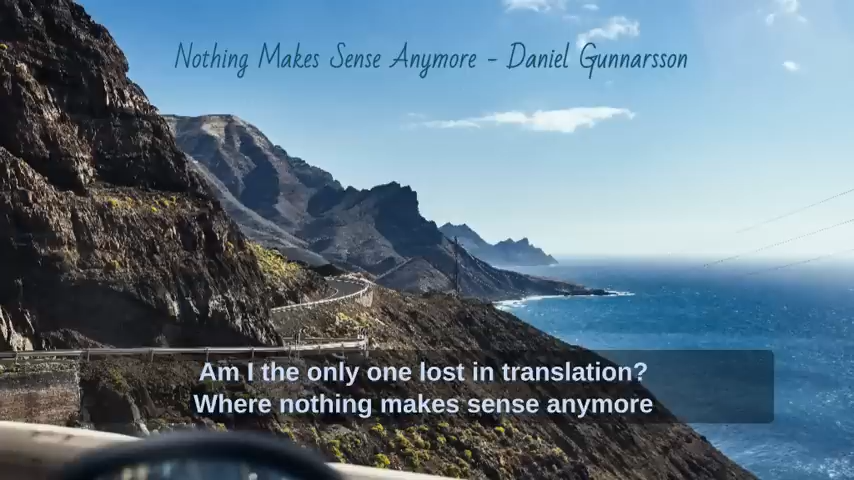 Nothing Makes Sense Anymore - Daniel Gunnarsson
Am I the only one lost in translation?
Where nothing makes sense anymore